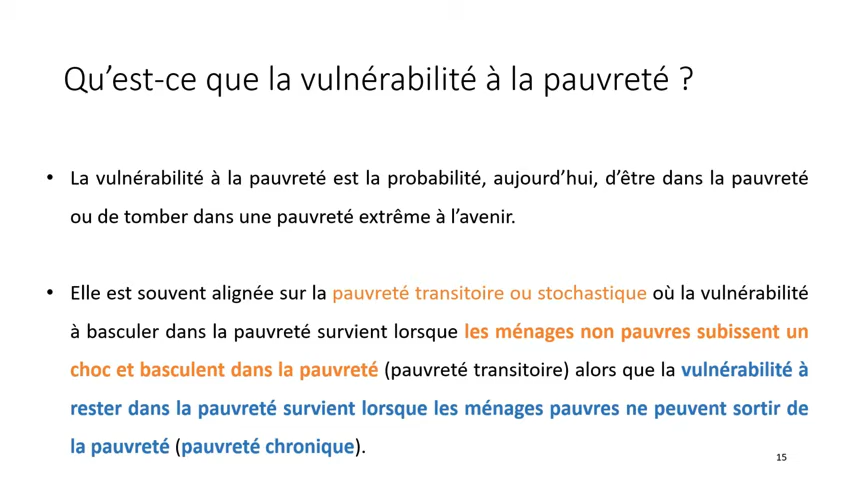 Qu’est-ce que la vulnérabilité à la pauvreté ?
• La vulnérabilité à la pauvreté est la probabilité, aujourd’hui, d’être dans la pauvreté
ou de tomber dans une pauvreté extrême à l’avenir.
• Elle est souvent alignée sur la pauvreté transitoire ou stochastique où la vulnérabilité
à basculer dans la pauvreté survient lorsque les ménages non pauvres subissent un
choc et basculent dans la pauvreté (pauvreté transitoire) alors que la vulnérabilité à
rester dans la pauvreté survient lorsque les ménages pauvres ne peuvent sortir de
la pauvreté (pauvreté chronique).
15